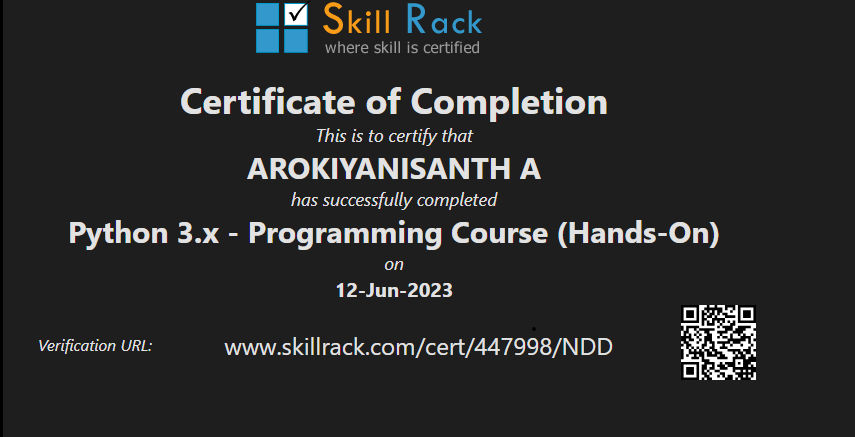 Skill Rack
where skill is certified
Certificate of Completion
This is to certify that
AROKIYANISANTH A
has successfully completed
Python 3.x - Programming Course (Hands-On)
on
12-Jun-2023
Verification URL: www.skillrack.com/cert/447998/NDD